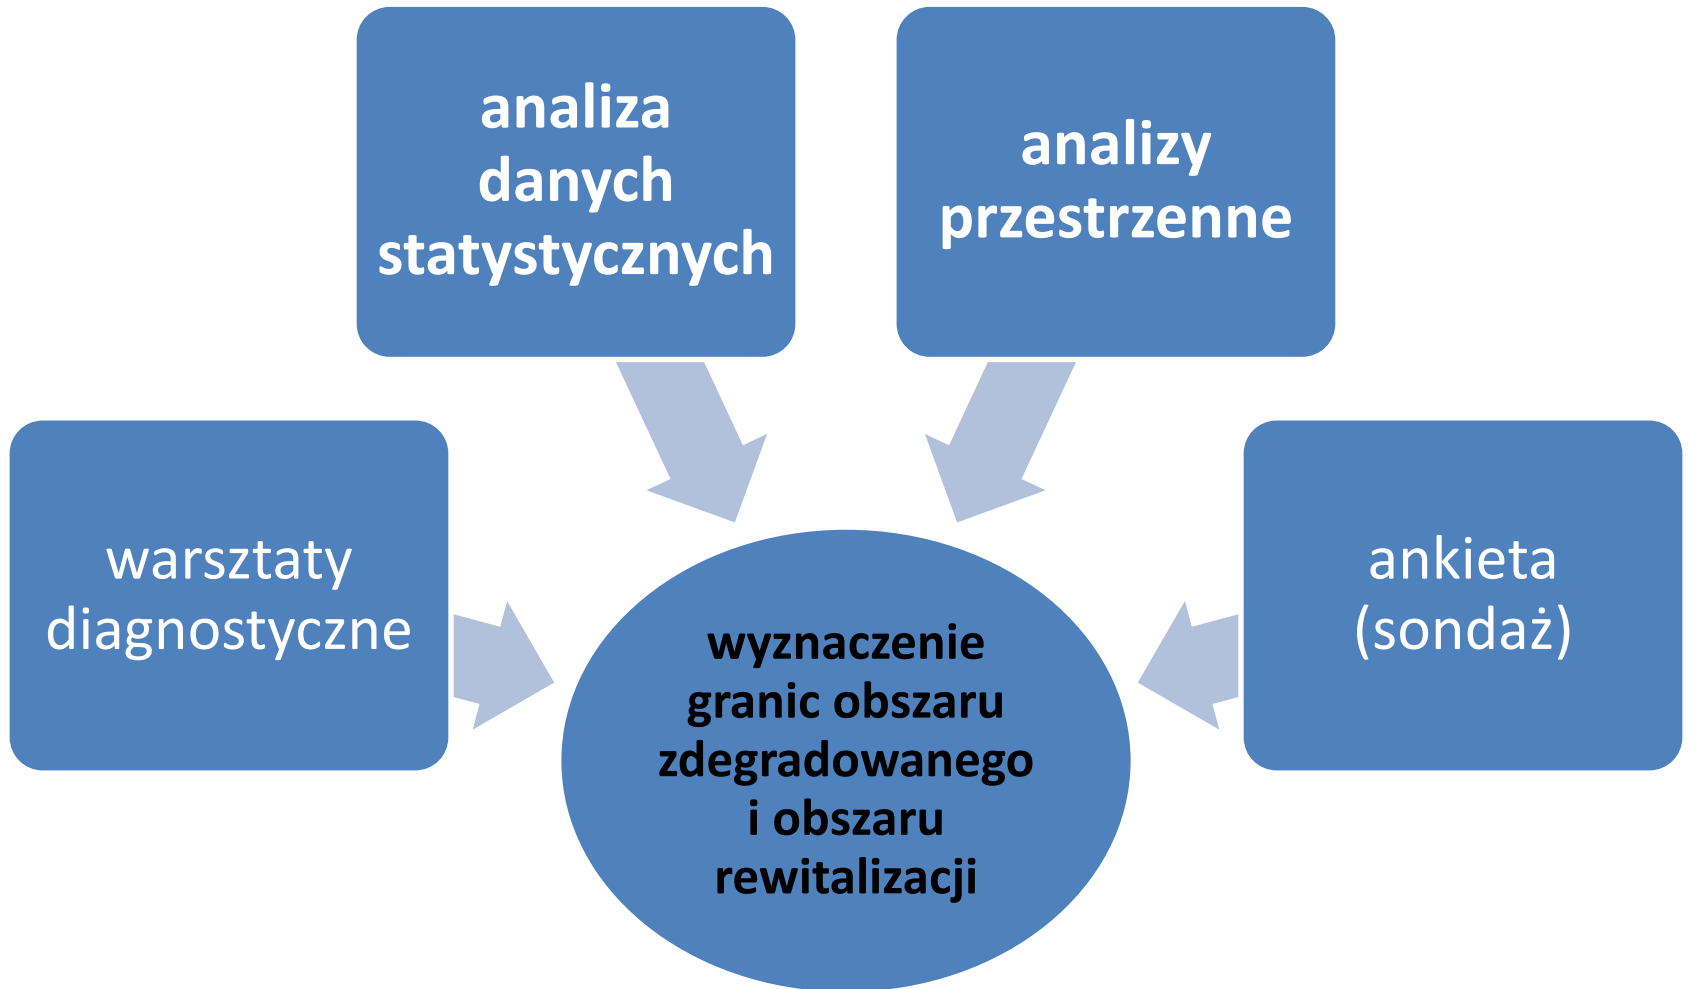 analiza
danych
statystycznych
analizy
przestrzenne
warsztaty
diagnostyczne
ankieta
(sondaż)
wyznaczenie
granic obszaru
zdegradowanego
i obszaru
rewitalizacji